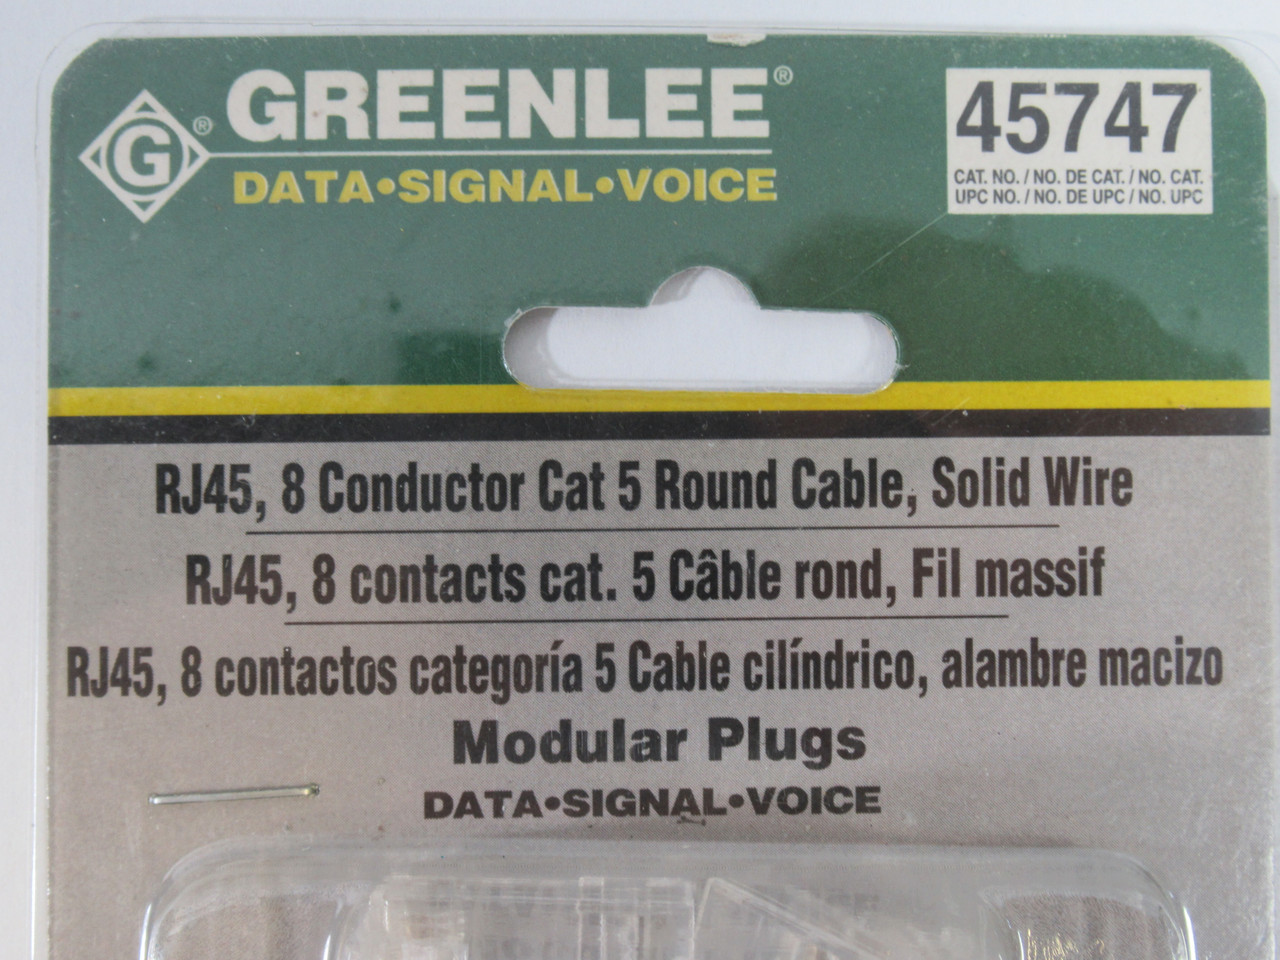 G® GREENLEE®
DATA•SIGNAL•VOICE
45747
CAT. NO. / NO. DE CAT. / NO. CAT.
UPC NO. / NO. DE UPC / NO. UPC
RJ45, 8 Conductor Cat 5 Round Cable, Solid Wire
RJ45, 8 contacts cat. 5 Câble rond, Fil massif
RJ45, 8 contactos categoría 5 Cable cilíndrico, alambre macizo
Modular Plugs
DATA•SIGNAL•VOICE